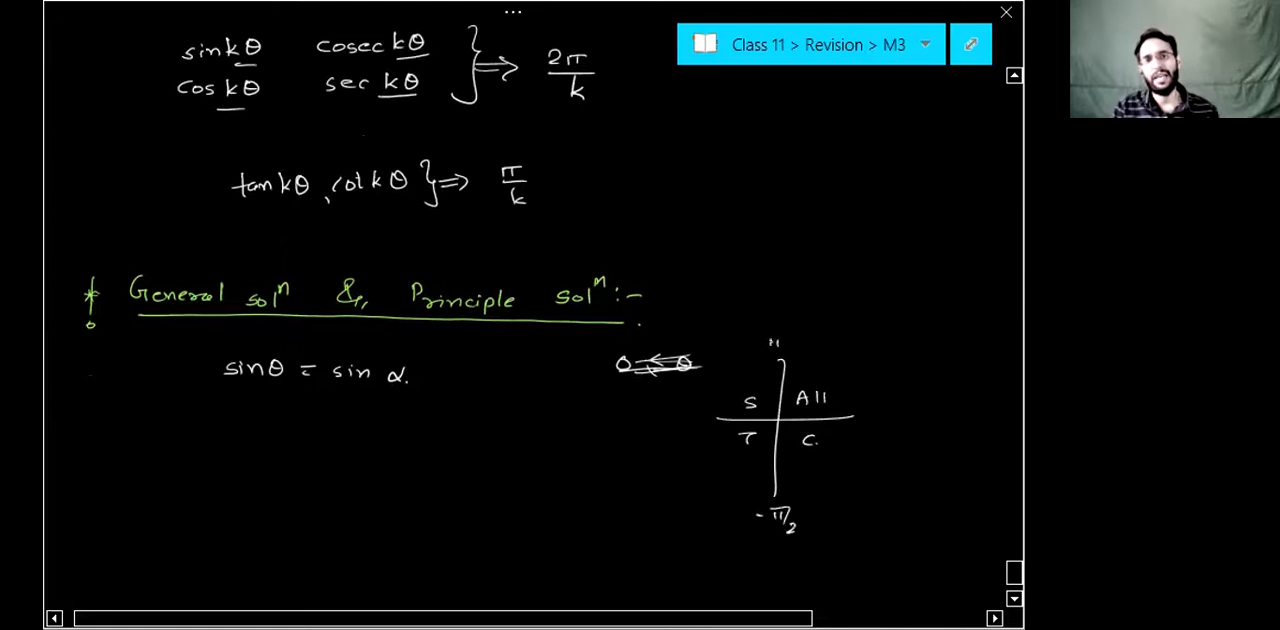 Class 11 > Revision > M3
sin kθ cosec kθ
cos kθ sec kθ
⇒ 2π/k
tan kθ, cot kθ } ⇒ π/k
* General solⁿ & Principle solⁿ :-
sinθ = sin α.
S All
T C.
-π/2